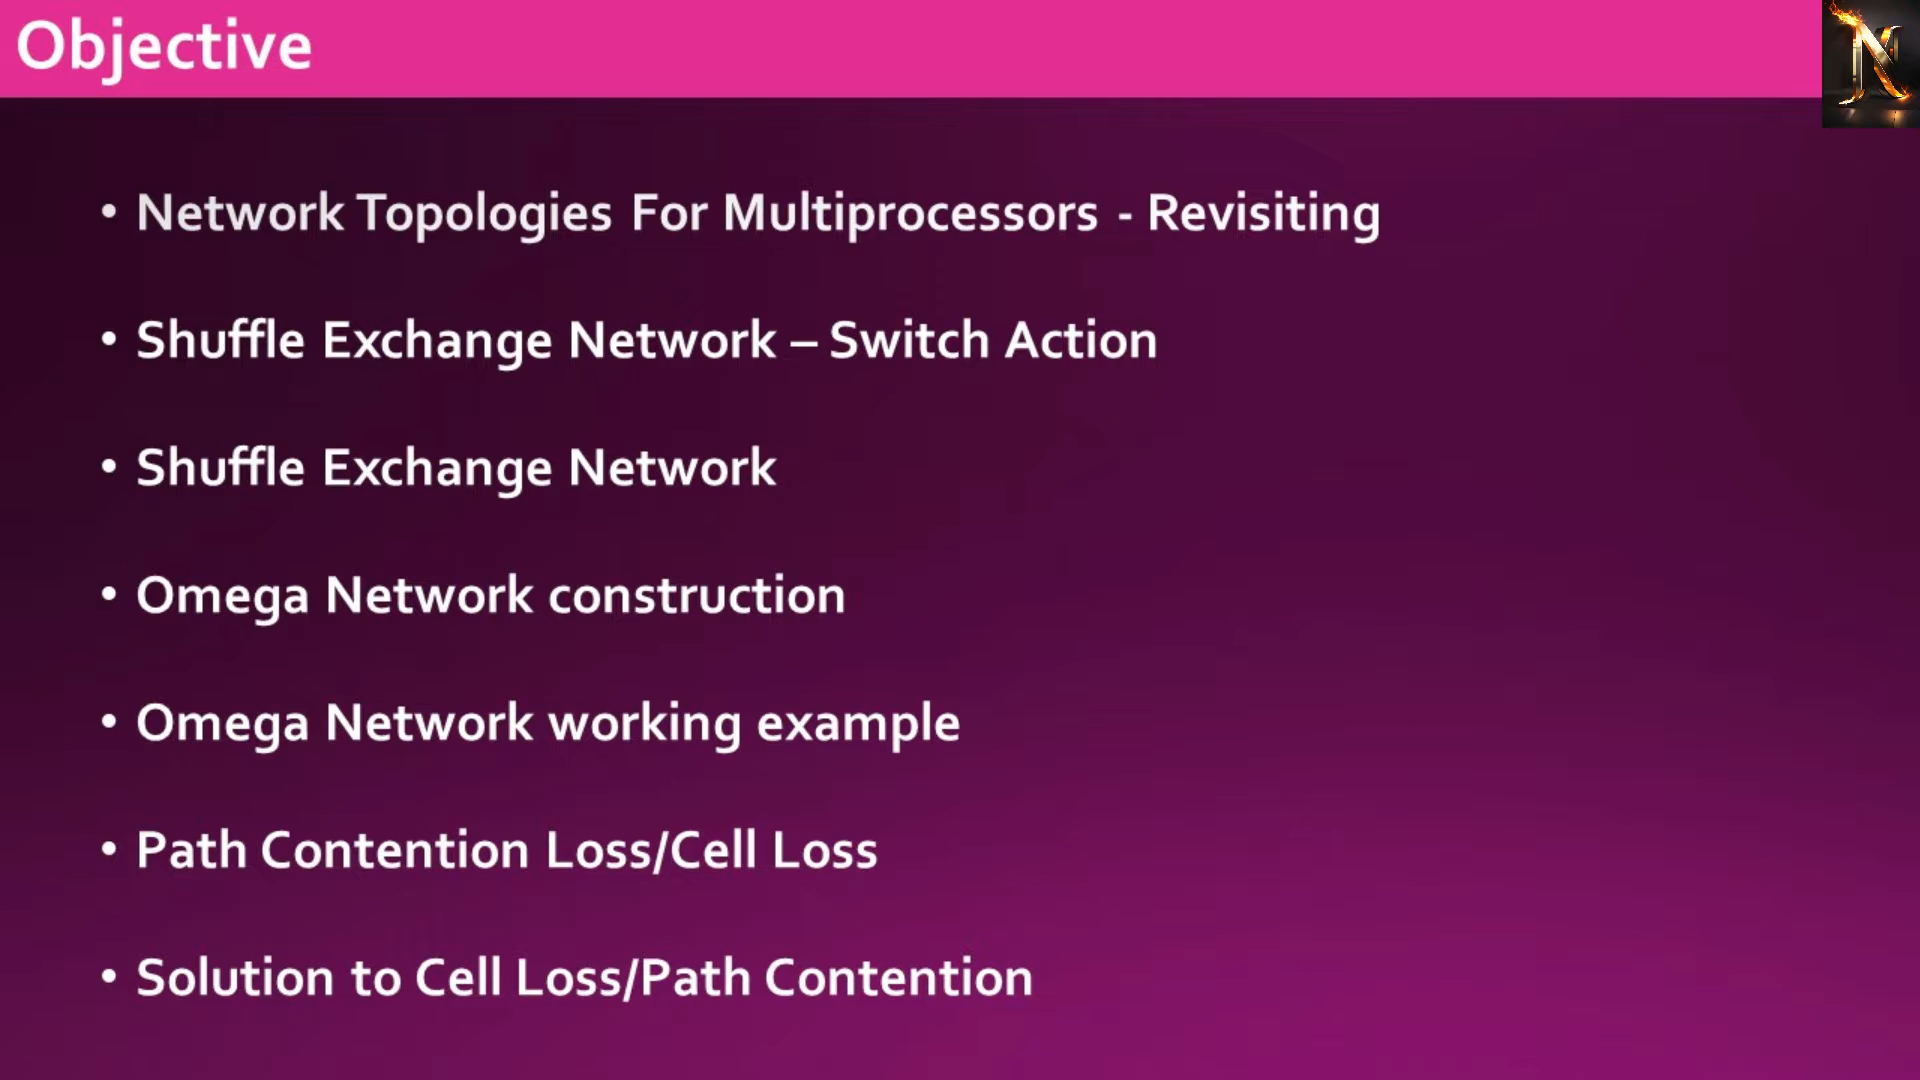 Objective
N
• Network Topologies For Multiprocessors - Revisiting
• Shuffle Exchange Network – Switch Action
• Shuffle Exchange Network
• Omega Network construction
• Omega Network working example
• Path Contention Loss/Cell Loss
• Solution to Cell Loss/Path Contention